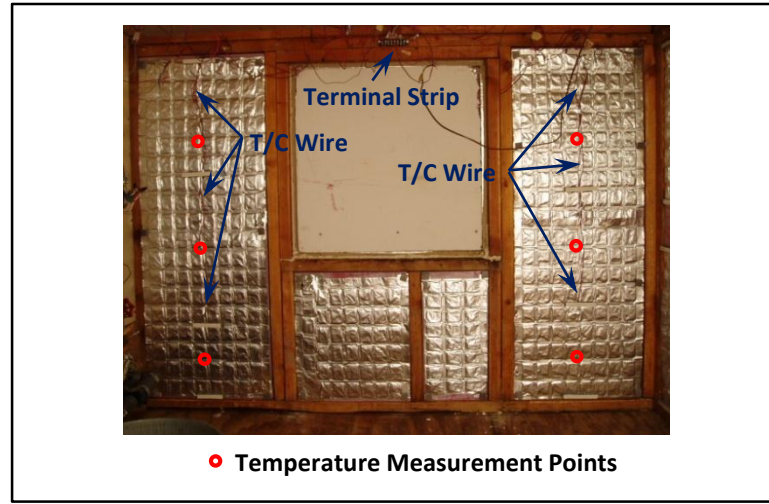 Terminal Strip
T/C Wire
T/C Wire
Temperature Measurement Points